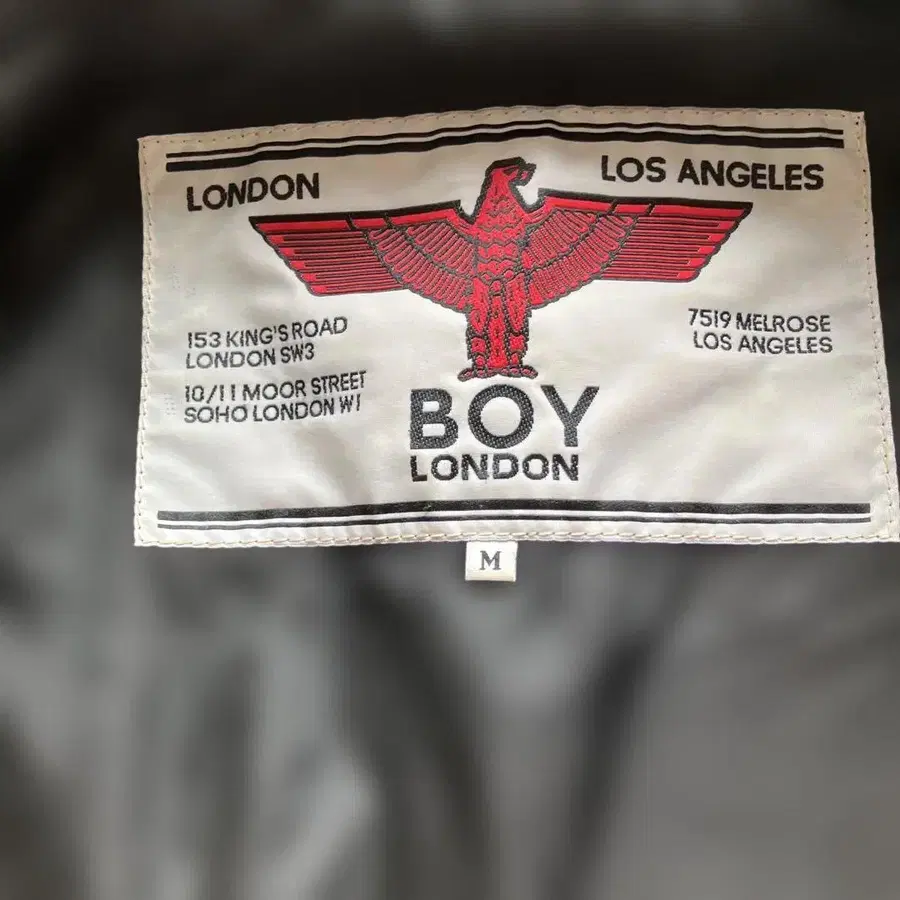 LONDON
LOS ANGELES
153 KING'S ROAD
LONDON SW3
10/11 MOOR STREET
SOHO LONDON W1
7519 MELROSE
LOS ANGELES
BOY
LONDON
M